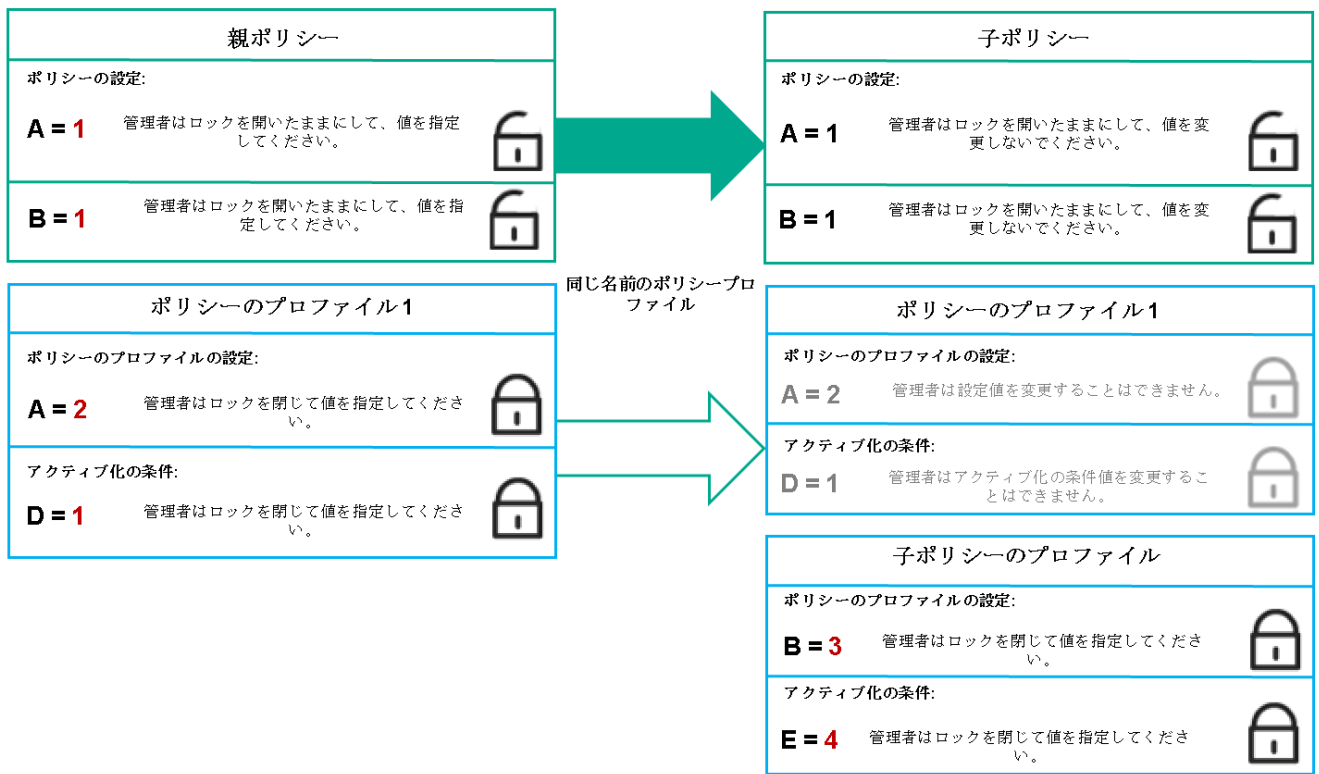 親ポリシー
ポリシーの設定:
A = 1
管理者はロックを開いたままにして、値を指定
してください。
B = 1
管理者はロックを開いたままにして、値を指
定してください。
子ポリシー
ポリシーの設定:
A = 1
管理者はロックを開いたままにして、値を変
更しないでください。
B = 1
管理者はロックを開いたままにして、値を変
更しないでください。
同じ名前のポリシープロ
ファイル
ポリシーのプロファイル 1
ポリシーのプロファイルの設定:
A = 2
管理者はロックを閉じて値を指定してくださ
い。
アクティブ化の条件:
D = 1
管理者はロックを閉じて値を指定してくださ
い。
ポリシーのプロファイル 1
ポリシーのプロファイルの設定:
A = 2
管理者は設定値を変更することはできません。
アクティブ化の条件:
D = 1
管理者はアクティブ化の条件値を変更するこ
とはできません。
子ポリシーのプロファイル
ポリシーのプロファイルの設定:
B = 3
管理者はロックを閉じて値を指定してくださ
い。
アクティブ化の条件:
E = 4
管理者はロックを閉じて値を指定してくださ
い。